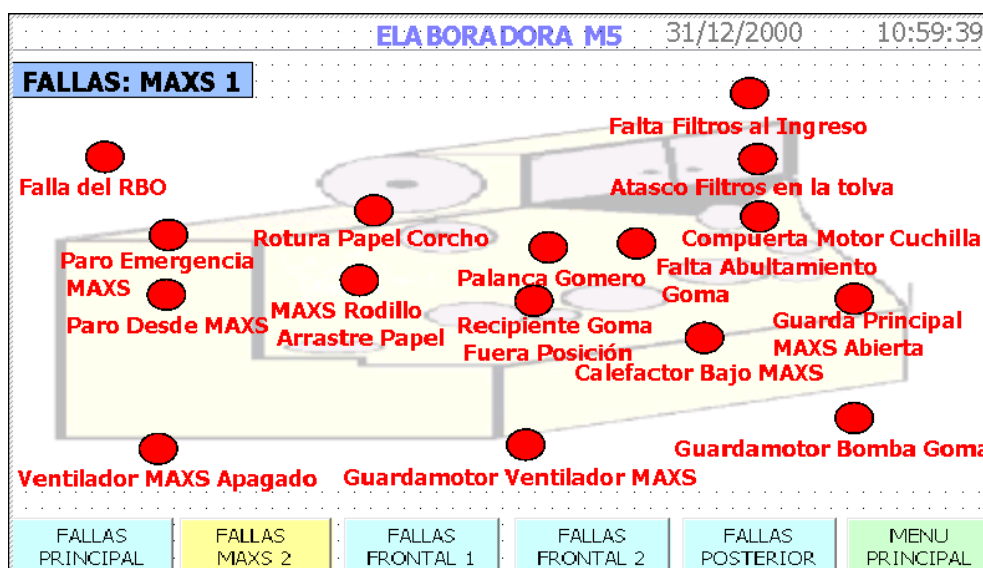 ELABORADORA M5 31/12/2000 10:59:39
FALLAS: MAXS 1
Falta Filtros al Ingreso
Falla del RBO
Atasco Filtros en la tolva
Rotura Papel Corcho
Compuerta Motor Cuchilla
Paro Emergencia
MAXS
Palanca Gomero
Falta Abultamiento
Goma
Paro Desde MAXS
MAXS Rodillo
Arrastre Papel
Recipiente Goma
Fuera Posición
Guarda Principal
MAXS Abierta
Calefactor Bajo MAXS
Guardamotor Bomba Goma
Ventilador MAXS Apagado
Guardamotor Ventilador MAXS
FALLAS
PRINCIPAL
FALLAS
MAXS 2
FALLAS
FRONTAL 1
FALLAS
FRONTAL 2
FALLAS
POSTERIOR
MENU
PRINCIPAL